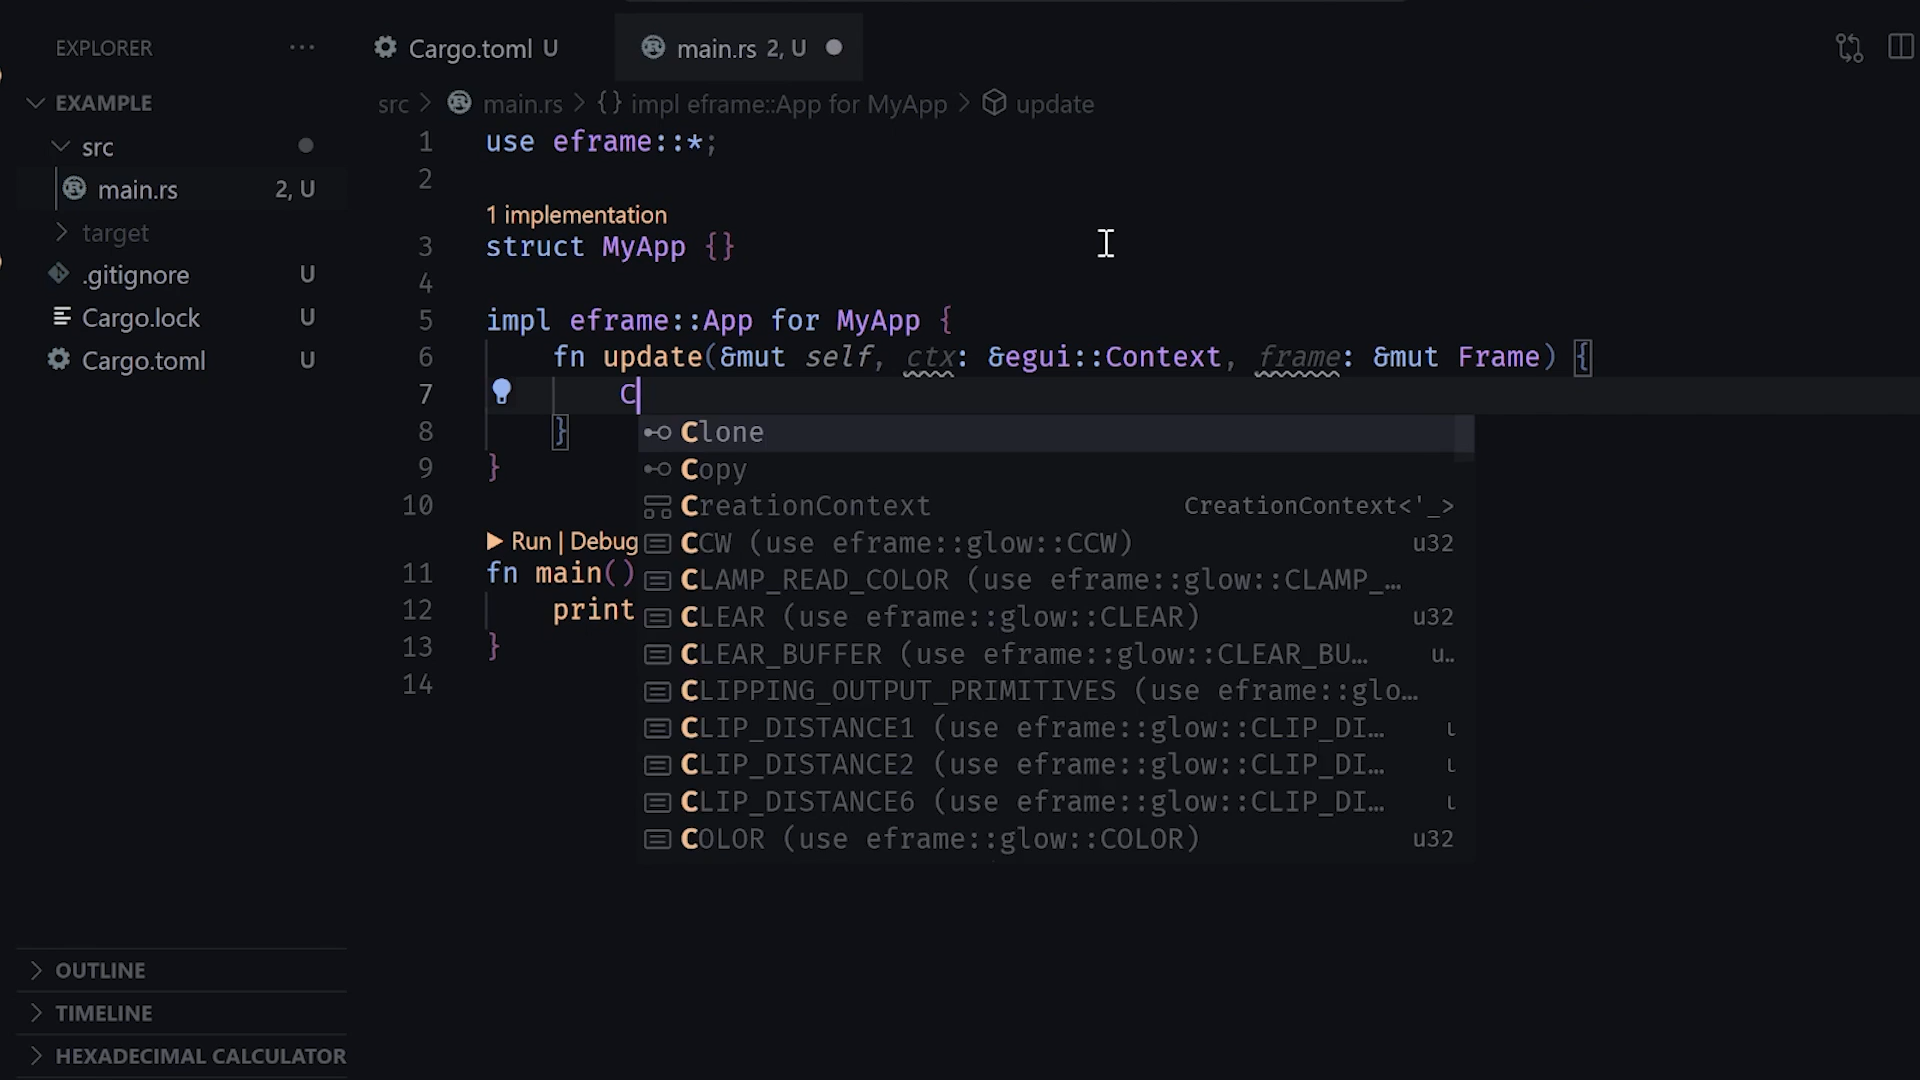 EXPLORER ...
Cargo.toml U
main.rs 2, U
EXAMPLE
src
main.rs 2, U
target
.gitignore U
Cargo.lock U
Cargo.toml U
OUTLINE
TIMELINE
HEXADECIMAL CALCULATOR
src > main.rs > {} impl eframe::App for MyApp > update
1 use eframe::*;
2
1 implementation
3 struct MyApp {}
4
5 impl eframe::App for MyApp {
6 fn update(&mut self, ctx: &egui::Context, frame: &mut Frame) {
7 C
8 }
9 }
10
Run | Debug
11 fn main()
12 print
13 }
14
Clone
Copy
CreationContext CreationContext<'_>
CCW (use eframe::glow::CCW) u32
CLAMP_READ_COLOR (use eframe::glow::CLAMP_…
CLEAR (use eframe::glow::CLEAR) u32
CLEAR_BUFFER (use eframe::glow::CLEAR_BU… u…
CLIPPING_OUTPUT_PRIMITIVES (use eframe::glo…
CLIP_DISTANCE1 (use eframe::glow::CLIP_DI…
CLIP_DISTANCE2 (use eframe::glow::CLIP_DI…
CLIP_DISTANCE6 (use eframe::glow::CLIP_DI…
COLOR (use eframe::glow::COLOR) u32